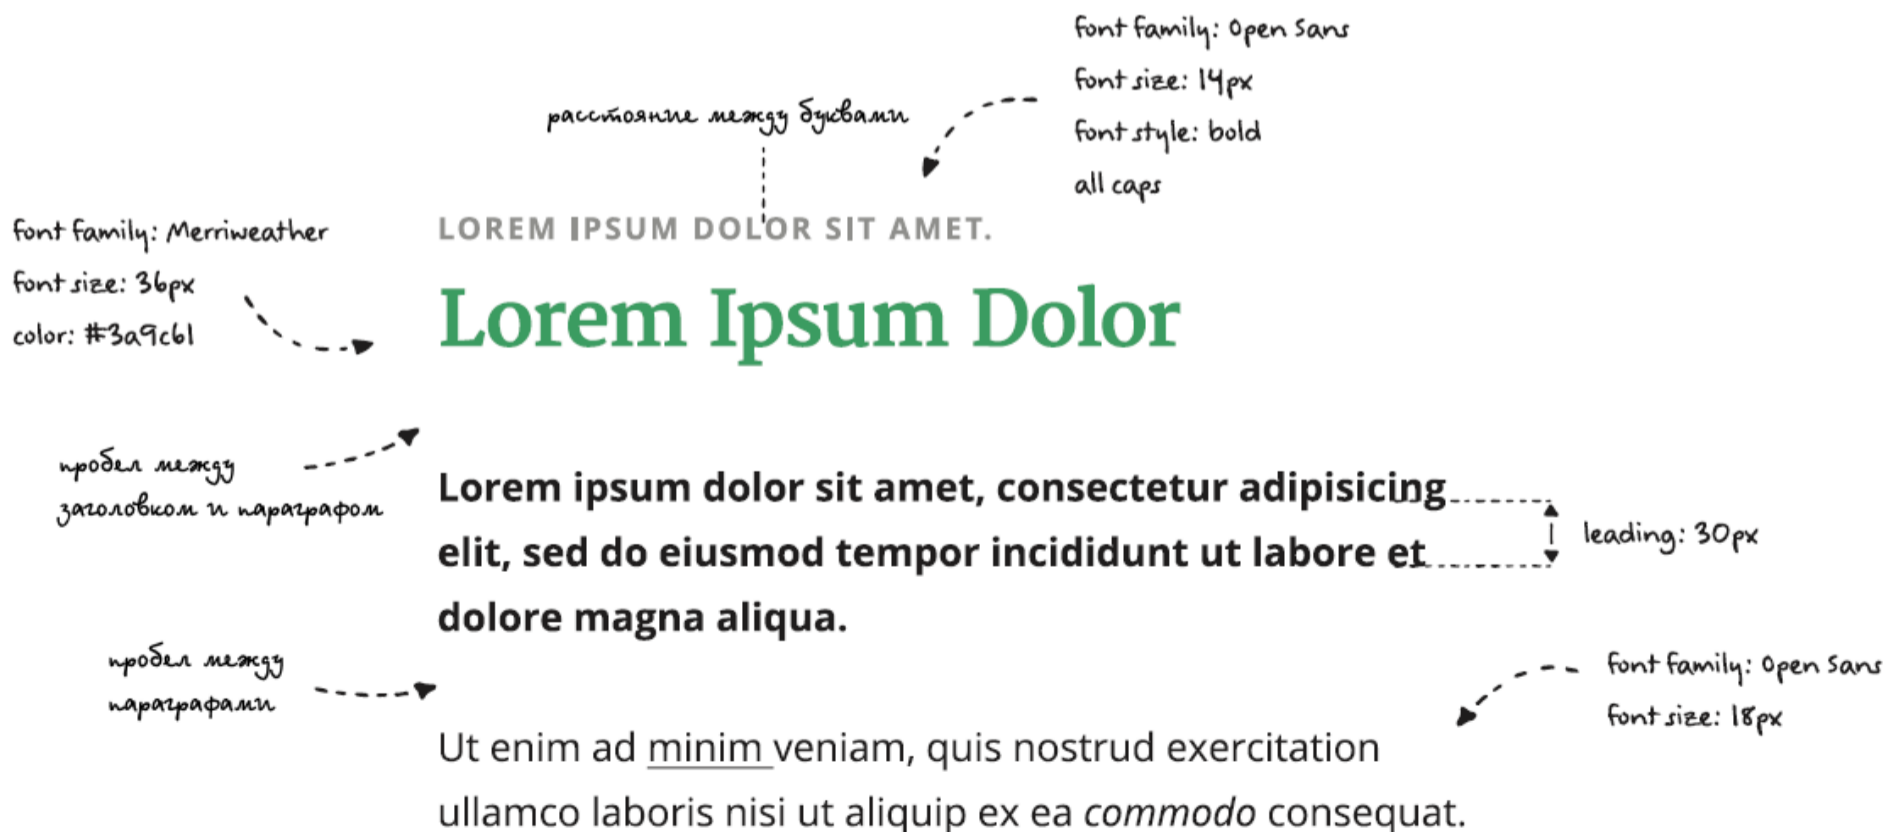 font family: Open Sans
font size: 14px
font style: bold
all caps
расстояние между буквами
LOREM IPSUM DOLOR SIT AMET.
font family: Merriweather
font size: 36px
color: #3a9c61
Lorem Ipsum Dolor
пробел между
заголовком и параграфом
Lorem ipsum dolor sit amet, consectetur adipisicing
elit, sed do eiusmod tempor incididunt ut labore et
dolore magna aliqua.
leading: 30px
пробел между
параграфами
font family: Open Sans
font size: 18px
Ut enim ad minim veniam, quis nostrud exercitation
ullamco laboris nisi ut aliquip ex ea commodo consequat.